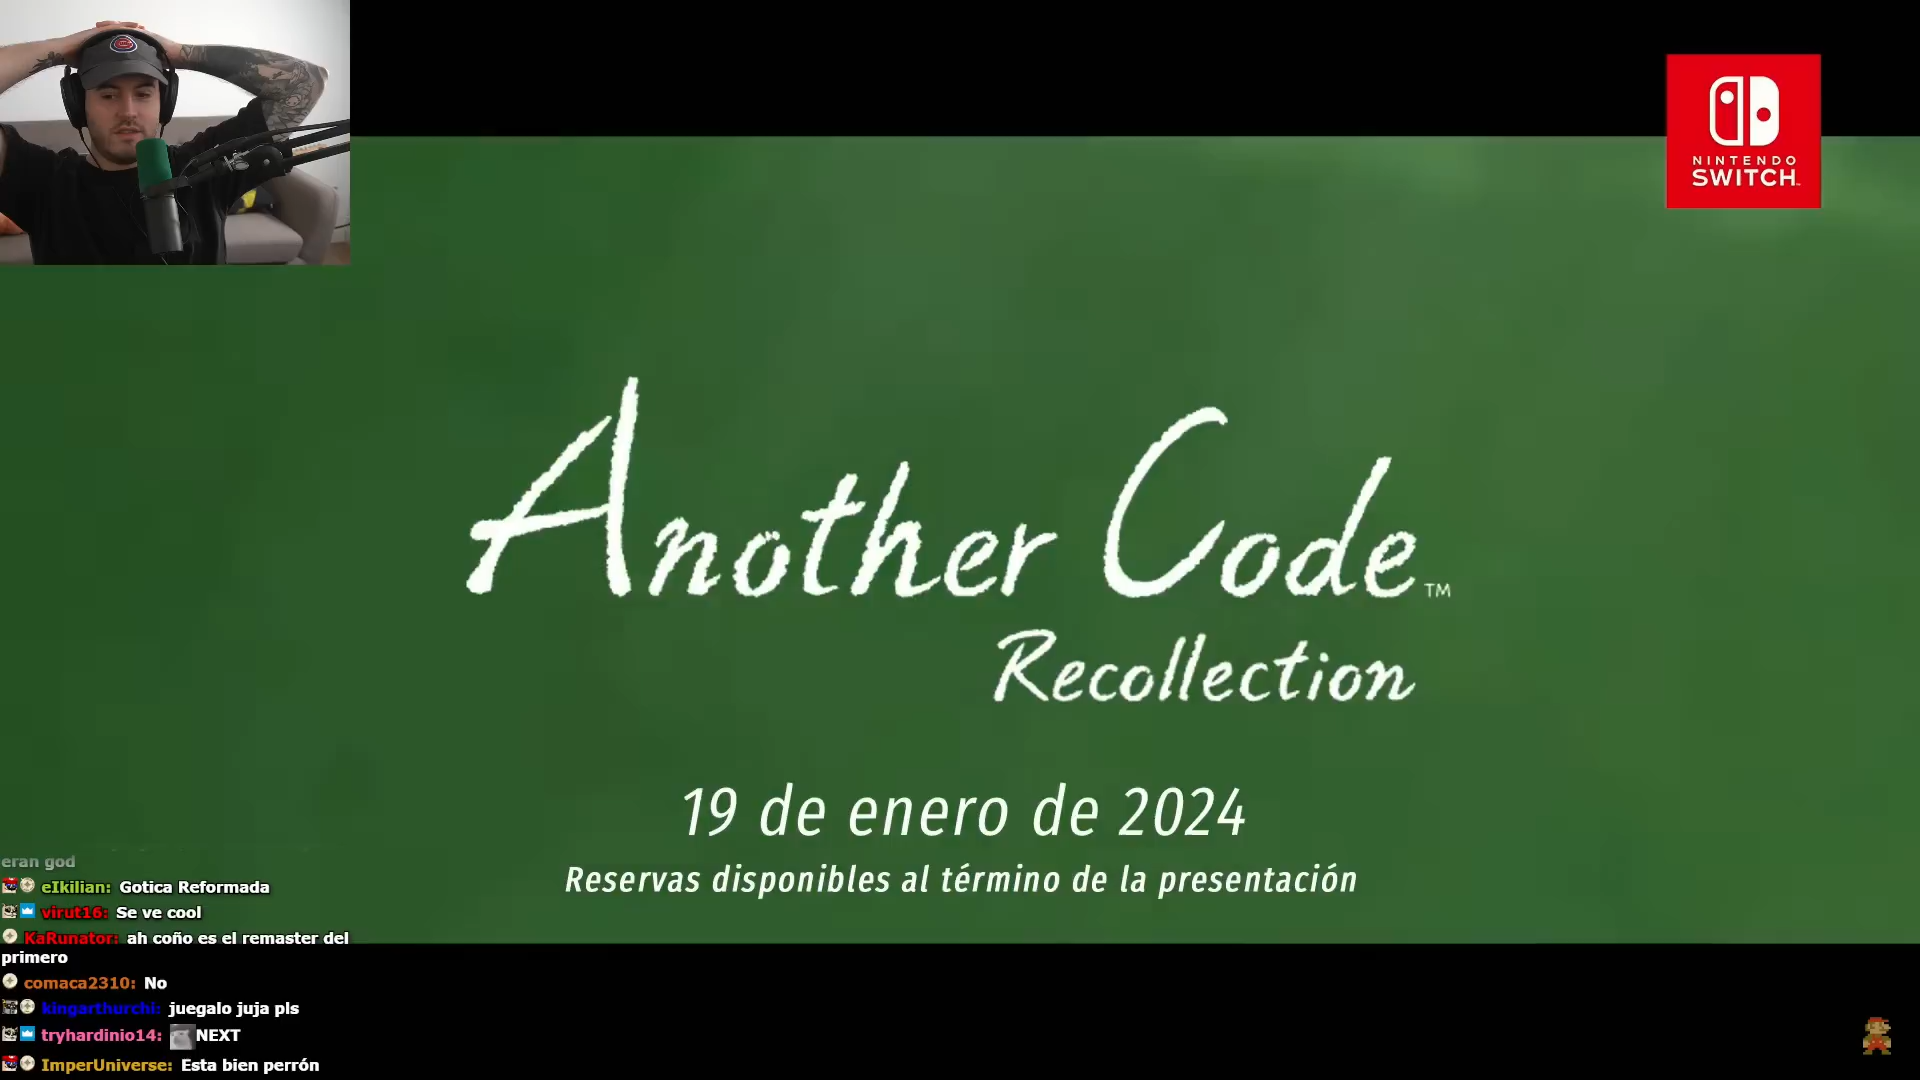 NINTENDO
SWITCH
Another Code™
Recollection
19 de enero de 2024
Reservas disponibles al término de la presentación
eran god
eIkilian: Gotica Reformada
virut16: Se ve cool
KaRunator: ah coño es el remaster del
primero
comaca2310: No
kingarthurchi: juegalo juja pls
tryhardinio14: NEXT
ImperUniverse: Esta bien perrón